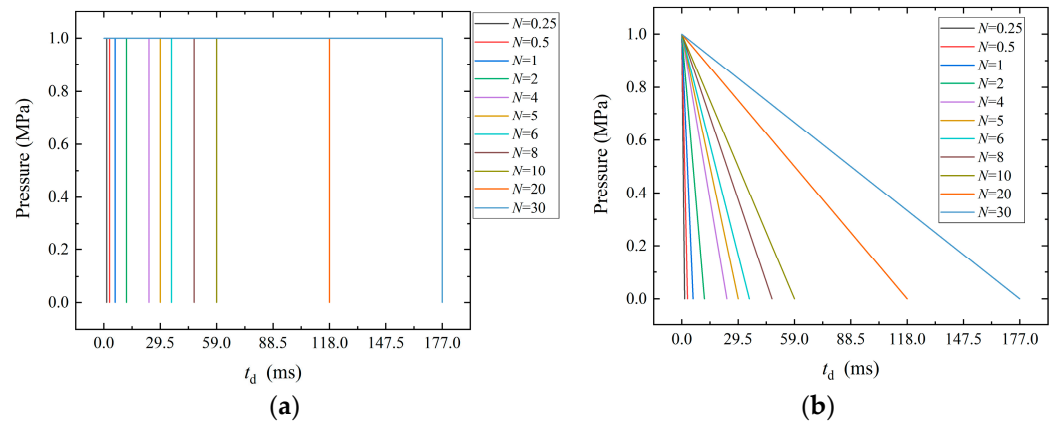 Pressure (MPa)
1.0
0.8
0.6
0.4
0.2
0.0
0.0 29.5 59.0 88.5 118.0 147.5 177.0
td (ms)
N=0.25
N=0.5
N=1
N=2
N=4
N=5
N=6
N=8
N=10
N=20
N=30
(a)
Pressure (MPa)
1.0
0.8
0.6
0.4
0.2
0.0
0.0 29.5 59.0 88.5 118.0 147.5 177.0
td (ms)
N=0.25
N=0.5
N=1
N=2
N=4
N=5
N=6
N=8
N=10
N=20
N=30
(b)